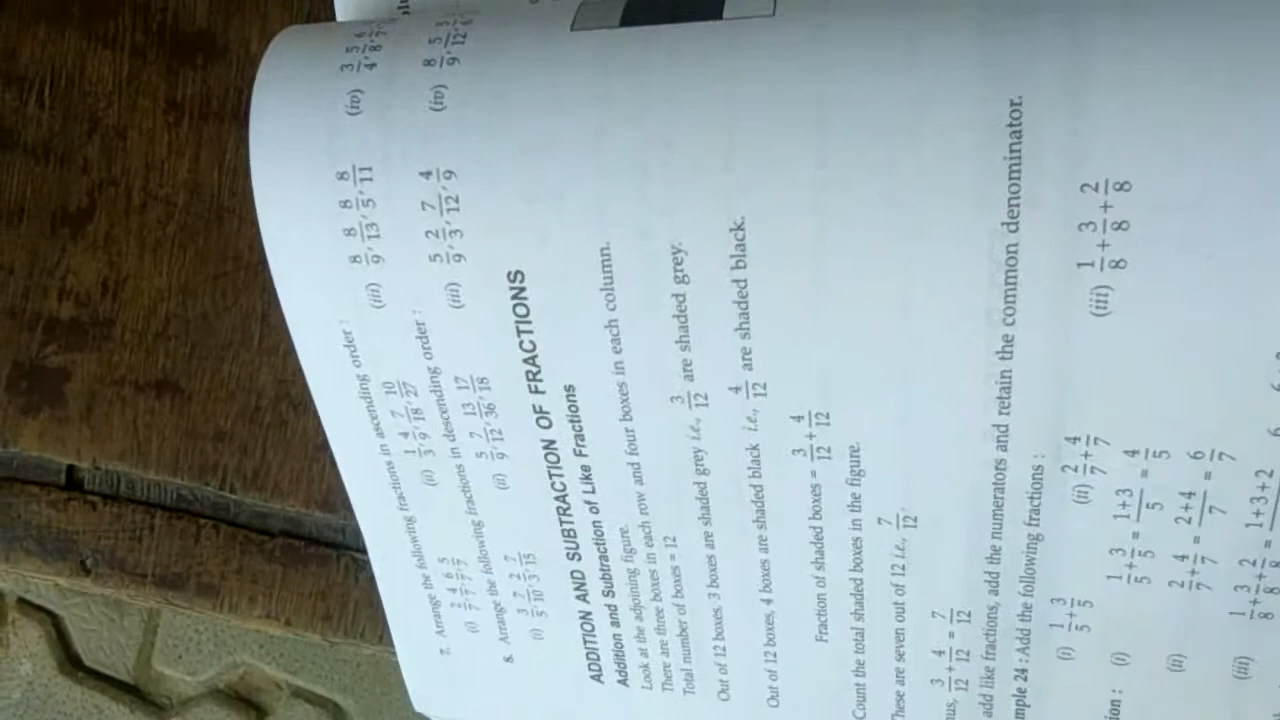 7. Arrange the following fractions in ascending order :
(i) 2/7, 4/7, 6/7, 5/7 (ii) 1/3, 4/9, 7/18, 10/27 (iii) 8/9, 8/13, 8/5, 8/11 (iv) 3/4, 5/8, 6/7,
8. Arrange the following fractions in descending order :
(i) 3/5, 7/10, 2/3, 7/15 (ii) 5/9, 7/12, 13/36, 17/18 (iii) 5/9, 2/3, 7/12, 4/9 (iv) 8/9, 5/12,
ADDITION AND SUBTRACTION OF FRACTIONS
Addition and Subtraction of Like Fractions
Look at the adjoining figure.
There are three boxes in each row and four boxes in each column.
Total number of boxes = 12
Out of 12 boxes, 3 boxes are shaded grey i.e., 3/12 are shaded grey.
Out of 12 boxes, 4 boxes are shaded black i.e., 4/12 are shaded black.
Fraction of shaded boxes = 3/12 + 4/12
Count the total shaded boxes in the figure.
These are seven out of 12 i.e., 7/12,
us, 3/12 + 4/12 = 7/12
add like fractions, add the numerators and retain the common denominator.
mple 24 : Add the following fractions :
(i) 1/5 + 3/5 (ii) 2/7 + 4/7 (iii) 1/8 + 3/8 + 2/8
ion : (i) 1/5 + 3/5 = 1+3/5 = 4/5
(ii) 2/7 + 4/7 = 2+4/7 = 6/7
(iii) 1/8 + 3/8 + 2/8 = 1+3+2